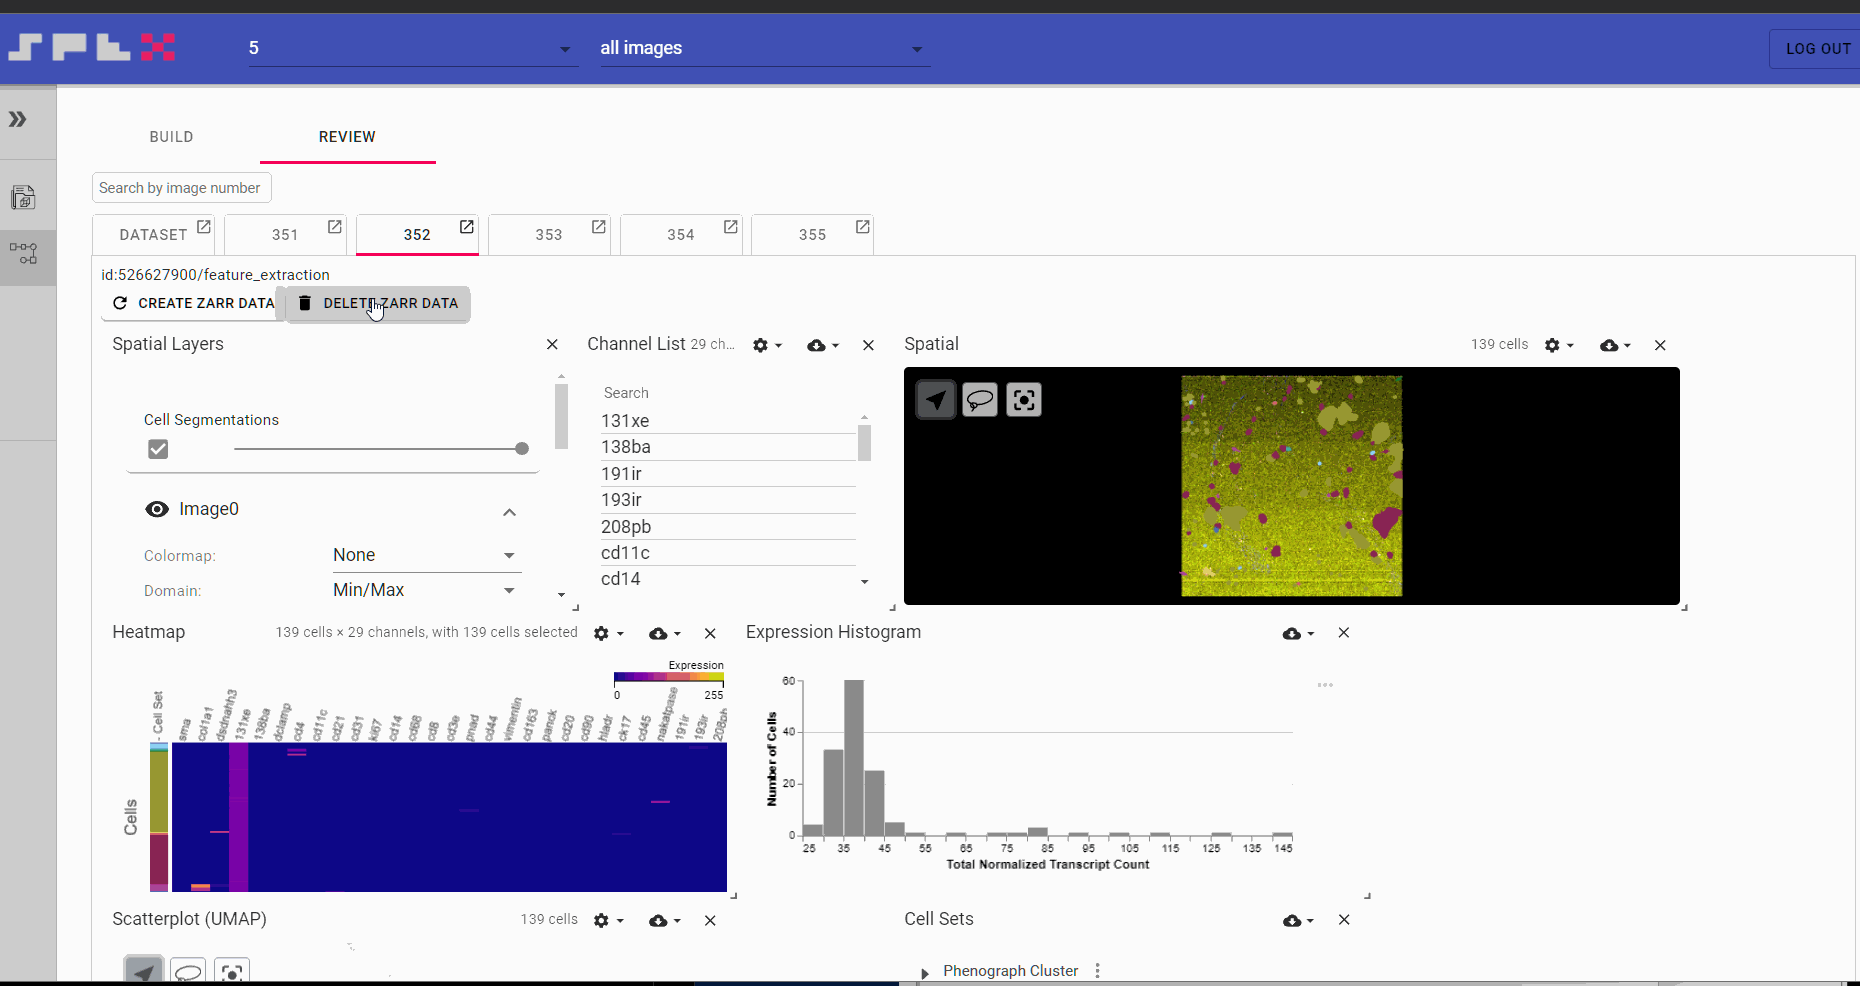 5
all images
LOG OUT
BUILD
REVIEW
Search by image number
DATASET
351
352
353
354
355
id:526627900/feature_extraction
CREATE ZARR DATA
DELETE ZARR DATA
Spatial Layers
Channel List 29 ch...
Spatial
139 cells
Cell Segmentations
Image0
Colormap:
None
Domain:
Min/Max
Search
131xe
138ba
191ir
193ir
208pb
cd11c
cd14
Heatmap
139 cells × 29 channels, with 139 cells selected
Expression
0
255
- Cell Set
sma
col1a1
dsdnahh3
131xe
138ba
dclamp
cd4
cd11c
cd21
cd31
ki67
cd14
cd68
cd8
cd3e
pnad
cd44
vimentin
cd163
panck
cd20
cd90
hladr
ck17
cd45
nakatpase
191ir
193ir
208pb
Cells
Expression Histogram
Number of Cells
60
40
20
0
25
35
45
55
65
75
85
95
105
115
125
135
145
Total Normalized Transcript Count
Scatterplot (UMAP)
139 cells
Cell Sets
Phenograph Cluster